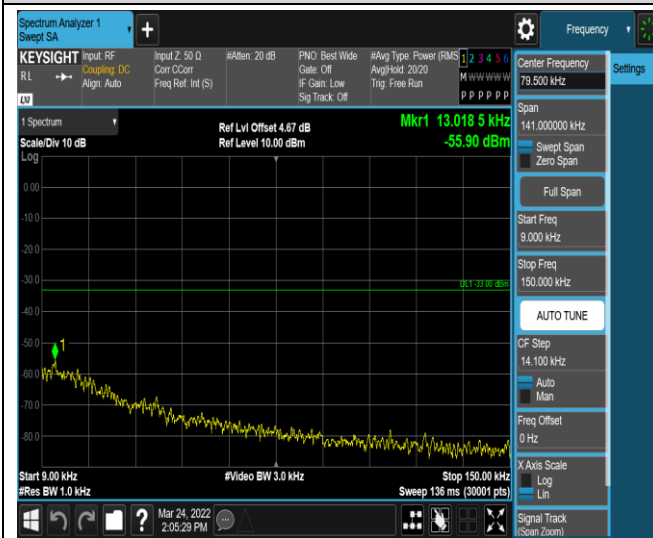 Spectrum Analyzer 1
Swept SA
+
Frequency
KEYSIGHT
RL
LXI
Input: RF
Coupling: DC
Align: Auto
Input Z: 50 Ω
Corr CCorr
Freq Ref: Int (S)
#Atten: 20 dB
PNO: Best Wide
Gate: Off
IF Gain: Low
Sig Track: Off
#Avg Type: Power (RMS
Avg|Hold: 20/20
Trig: Free Run
1 2 3 4 5 6
M W W W W W
P P P P P P
Center Frequency
79.500 kHz
Settings
Span
141.000000 kHz
Swept Span
Zero Span
Full Span
Start Freq
9.000 kHz
Stop Freq
150.000 kHz
AUTO TUNE
CF Step
14.100 kHz
Auto
Man
Freq Offset
0 Hz
X Axis Scale
Log
Lin
Signal Track
(Span Zoom)
1 Spectrum
Scale/Div 10 dB
Log
Ref Lvl Offset 4.67 dB
Ref Level 10.00 dBm
Mkr1 13.018 5 kHz
-55.90 dBm
0.00
-10.0
-20.0
-30.0
DL1 -33.00 dBm
-40.0
-50.0
1
-60.0
-70.0
-80.0
Start 9.00 kHz
#Video BW 3.0 kHz
Stop 150.00 kHz
#Res BW 1.0 kHz
Sweep 136 ms (30001 pts)
?
Mar 24, 2022
2:05:29 PM